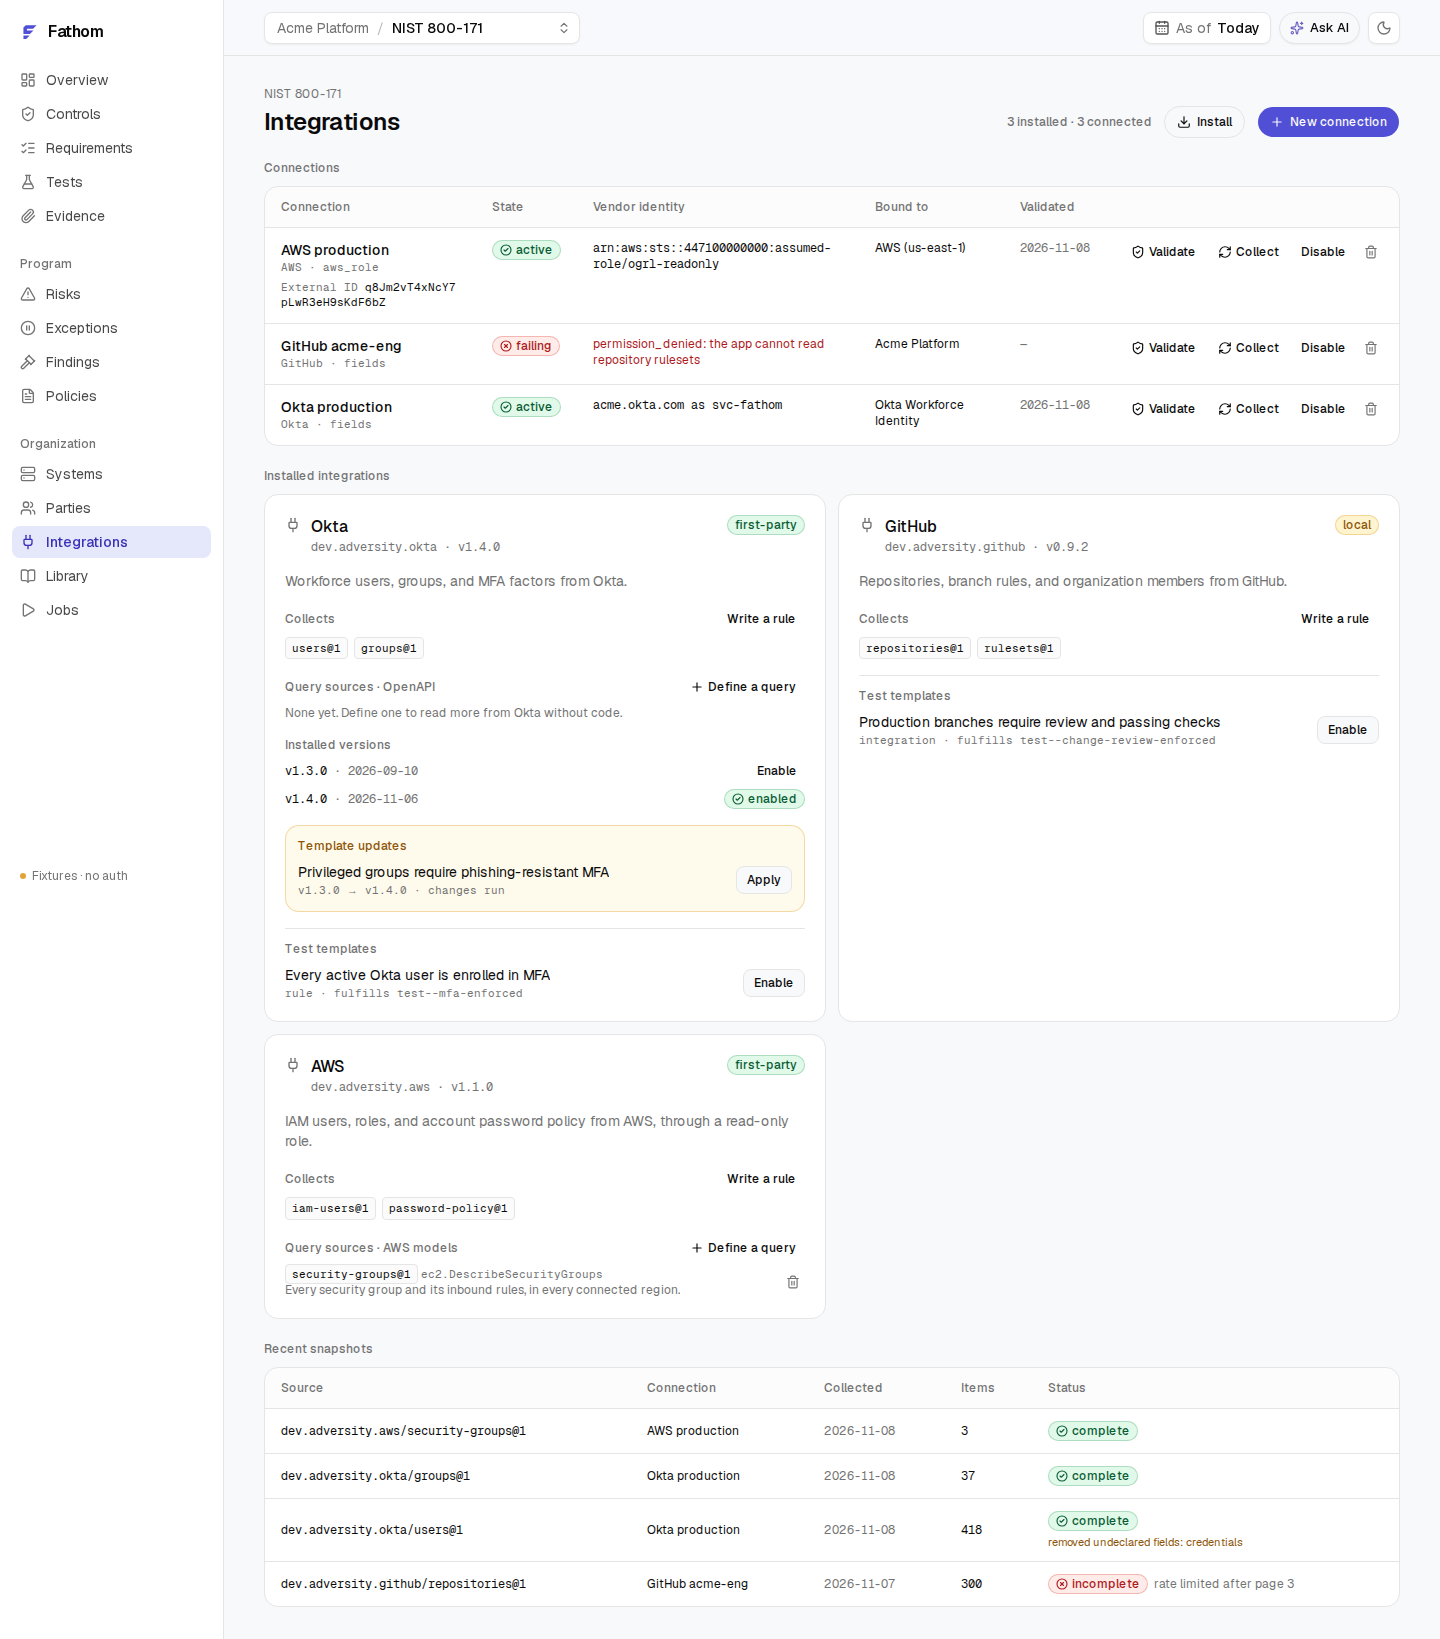 Fathom
Overview
Controls
Requirements
Tests
Evidence
Program
Risks
Exceptions
Findings
Policies
Organization
Systems
Parties
Integrations
Library
Jobs
Fixtures · no auth
Acme Platform / NIST 800-171
As of Today
Ask AI
NIST 800-171
Integrations
3 installed · 3 connected
Install
New connection
Connections
Connection State Vendor identity Bound to Validated
AWS production active arn:aws:sts::447100000000:assumed- AWS (us-east-1) 2026-11-08 Validate Collect Disable
AWS · aws_role role/ogrl-readonly
External ID q8Jm2vT4xNcY7
pLwR3eH9sKdF6bZ
GitHub acme-eng failing permission_denied: the app cannot read Acme Platform – Validate Collect Disable
GitHub · fields repository rulesets
Okta production active acme.okta.com as svc-fathom Okta Workforce 2026-11-08 Validate Collect Disable
Okta · fields Identity
Installed integrations
Okta first-party
dev.adversity.okta · v1.4.0
Workforce users, groups, and MFA factors from Okta.
Collects Write a rule
users@1 groups@1
Query sources · OpenAPI Define a query
None yet. Define one to read more from Okta without code.
Installed versions
v1.3.0 · 2026-09-10 Enable
v1.4.0 · 2026-11-06 enabled
Template updates
Privileged groups require phishing-resistant MFA
v1.3.0 → v1.4.0 · changes run
Apply
Test templates
Every active Okta user is enrolled in MFA
rule · fulfills test--mfa-enforced
Enable
GitHub local
dev.adversity.github · v0.9.2
Repositories, branch rules, and organization members from GitHub.
Collects Write a rule
repositories@1 rulesets@1
Test templates
Production branches require review and passing checks
integration · fulfills test--change-review-enforced
Enable
AWS first-party
dev.adversity.aws · v1.1.0
IAM users, roles, and account password policy from AWS, through a read-only
role.
Collects Write a rule
iam-users@1 password-policy@1
Query sources · AWS models Define a query
security-groups@1 ec2.DescribeSecurityGroups
Every security group and its inbound rules, in every connected region.
Recent snapshots
Source Connection Collected Items Status
dev.adversity.aws/security-groups@1 AWS production 2026-11-08 3 complete
dev.adversity.okta/groups@1 Okta production 2026-11-08 37 complete
dev.adversity.okta/users@1 Okta production 2026-11-08 418 complete
removed undeclared fields: credentials
dev.adversity.github/repositories@1 GitHub acme-eng 2026-11-07 300 incomplete rate limited after page 3